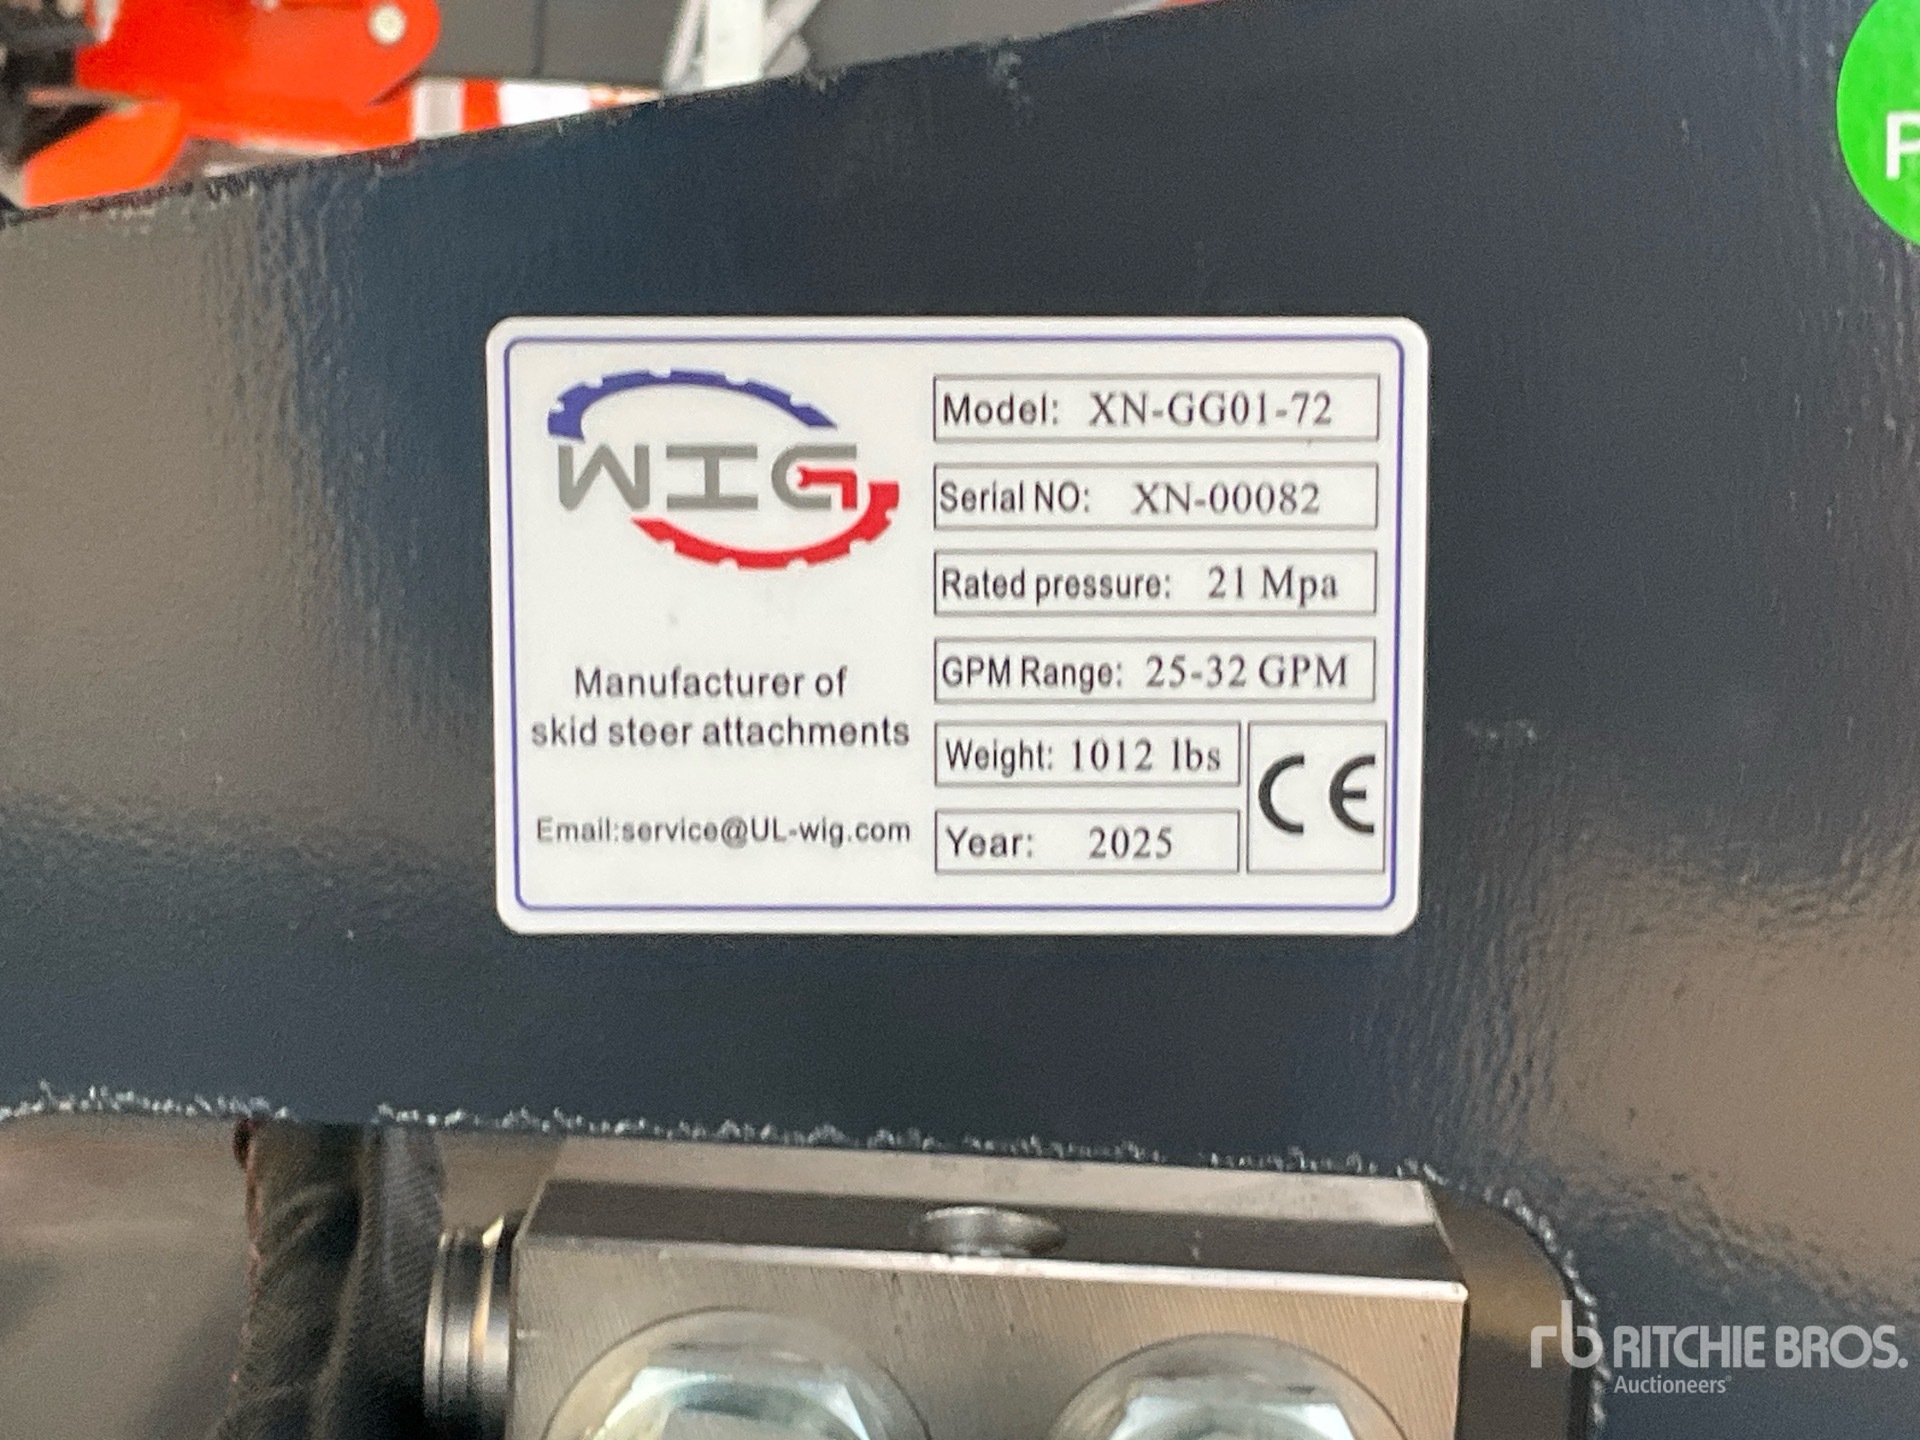 WIG
Manufacturer of
skid steer attachments
Email:service@UL-wig.com
Model: XN-GG01-72
Serial NO: XN-00082
Rated pressure: 21 Mpa
GPM Range: 25-32 GPM
Weight: 1012 lbs
Year: 2025
CE
P
rb RITCHIE BROS.
Auctioneers